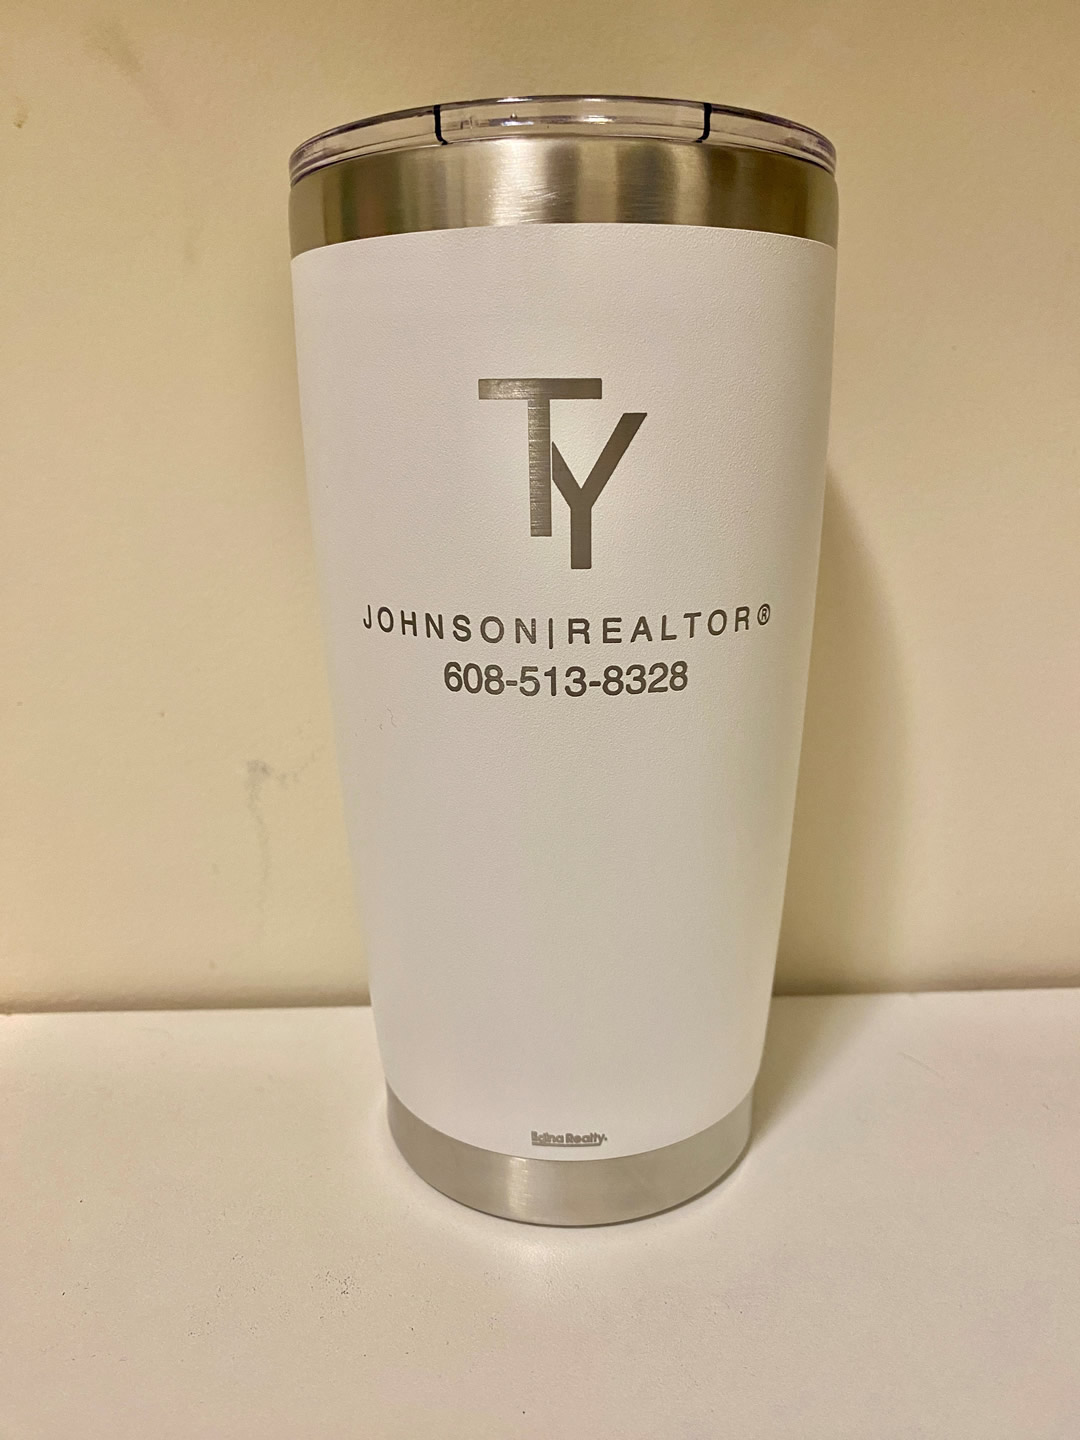 TY
JOHNSON|REALTOR®
608-513-8328
Edina Realty